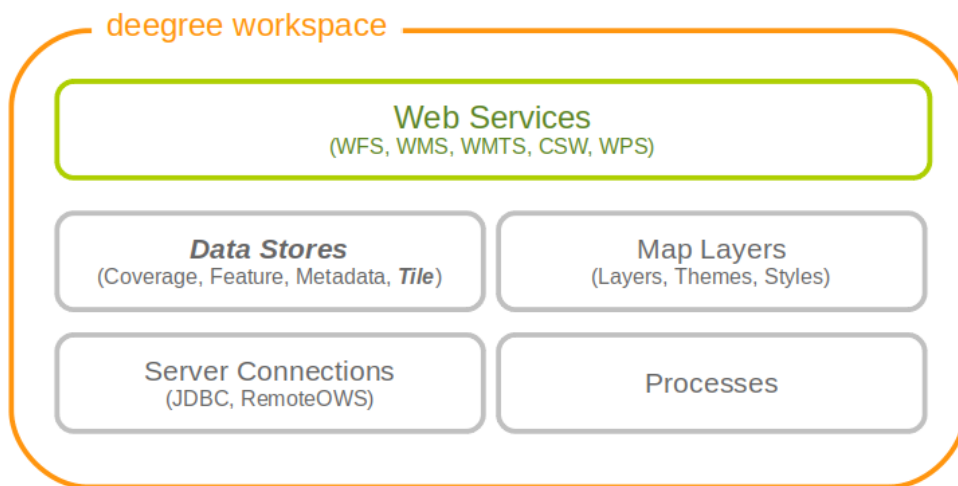 deegree workspace
Web Services
(WFS, WMS, WMTS, CSW, WPS)
Data Stores
(Coverage, Feature, Metadata, Tile)
Map Layers
(Layers, Themes, Styles)
Server Connections
(JDBC, RemoteOWS)
Processes